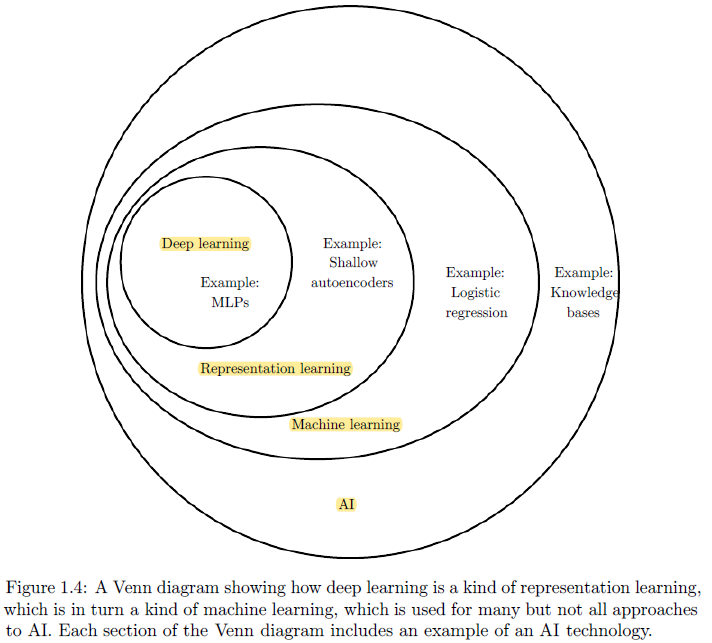 Deep learning
Example:
MLPs
Example:
Shallow
autoencoders
Example:
Logistic
regression
Example:
Knowledge
bases
Representation learning
Machine learning
AI
Figure 1.4: A Venn diagram showing how deep learning is a kind of representation learning,
which is in turn a kind of machine learning, which is used for many but not all approaches
to AI. Each section of the Venn diagram includes an example of an AI technology.